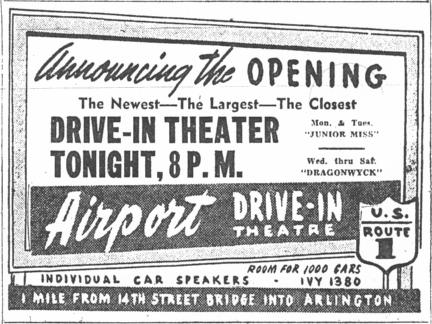 Announcing the OPENING
The Newest—The Largest—The Closest
DRIVE-IN THEATER
TONIGHT, 8 P. M.
Mon. & Tues.
"JUNIOR MISS"
Wed. thru Sat.
"DRAGONWYCK"
Airport DRIVE-IN
THEATRE
U.S.
ROUTE
1
ROOM FOR 1000 CARS
INDIVIDUAL CAR SPEAKERS - IVY 1380
1 MILE FROM 14TH STREET BRIDGE INTO ARLINGTON